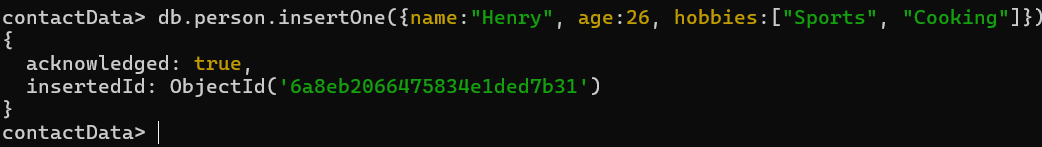 contactData> db.person.insertOne({name:"Henry", age:26, hobbies:["Sports", "Cooking"]})
{
  acknowledged: true,
  insertedId: ObjectId('6a8eb2066475834e1ded7b31')
}
contactData>